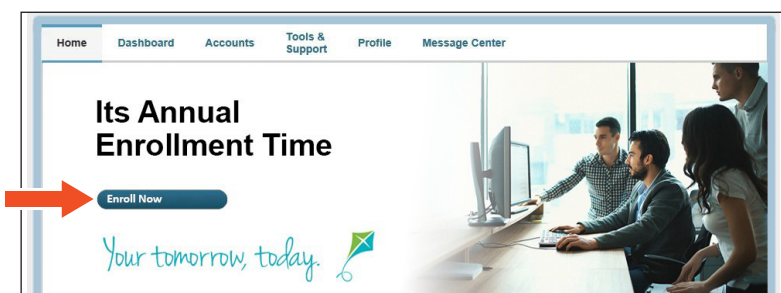 Home Dashboard Accounts Tools & Support Profile Message Center
Its Annual
Enrollment Time
Enroll Now
Your tomorrow, today.